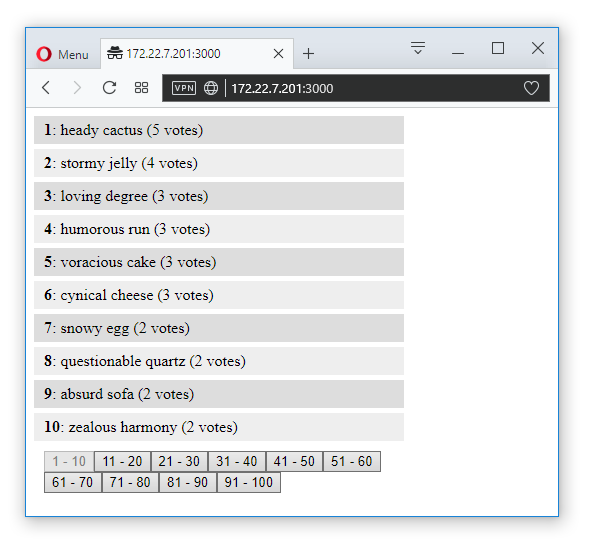 Menu
172.22.7.201:3000
VPN
172.22.7.201:3000
1: heady cactus (5 votes)
2: stormy jelly (4 votes)
3: loving degree (3 votes)
4: humorous run (3 votes)
5: voracious cake (3 votes)
6: cynical cheese (3 votes)
7: snowy egg (2 votes)
8: questionable quartz (2 votes)
9: absurd sofa (2 votes)
10: zealous harmony (2 votes)
1 - 10 11 - 20 21 - 30 31 - 40 41 - 50 51 - 60
61 - 70 71 - 80 81 - 90 91 - 100